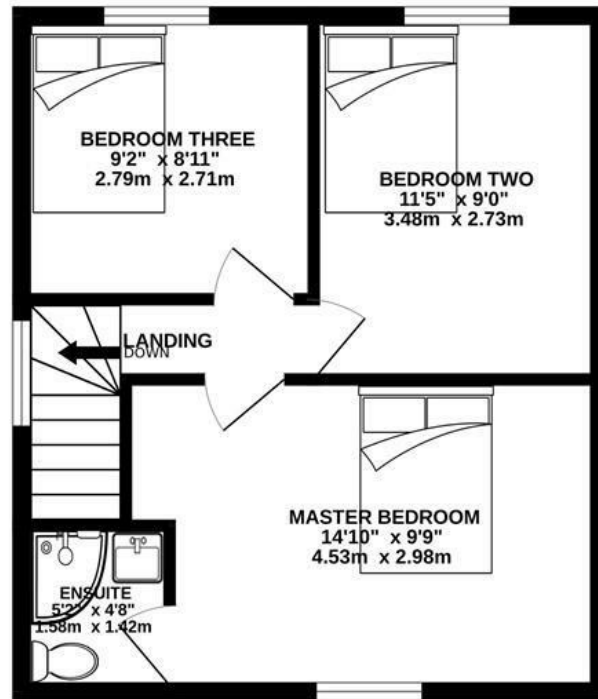 BEDROOM THREE
9'2" x 8'11"
2.79m x 2.71m
BEDROOM TWO
11'5" x 9'0"
3.48m x 2.73m
LANDING
DOWN
MASTER BEDROOM
14'10" x 9'9"
4.53m x 2.98m
ENSUITE
5'2" x 4'8"
1.58m x 1.42m